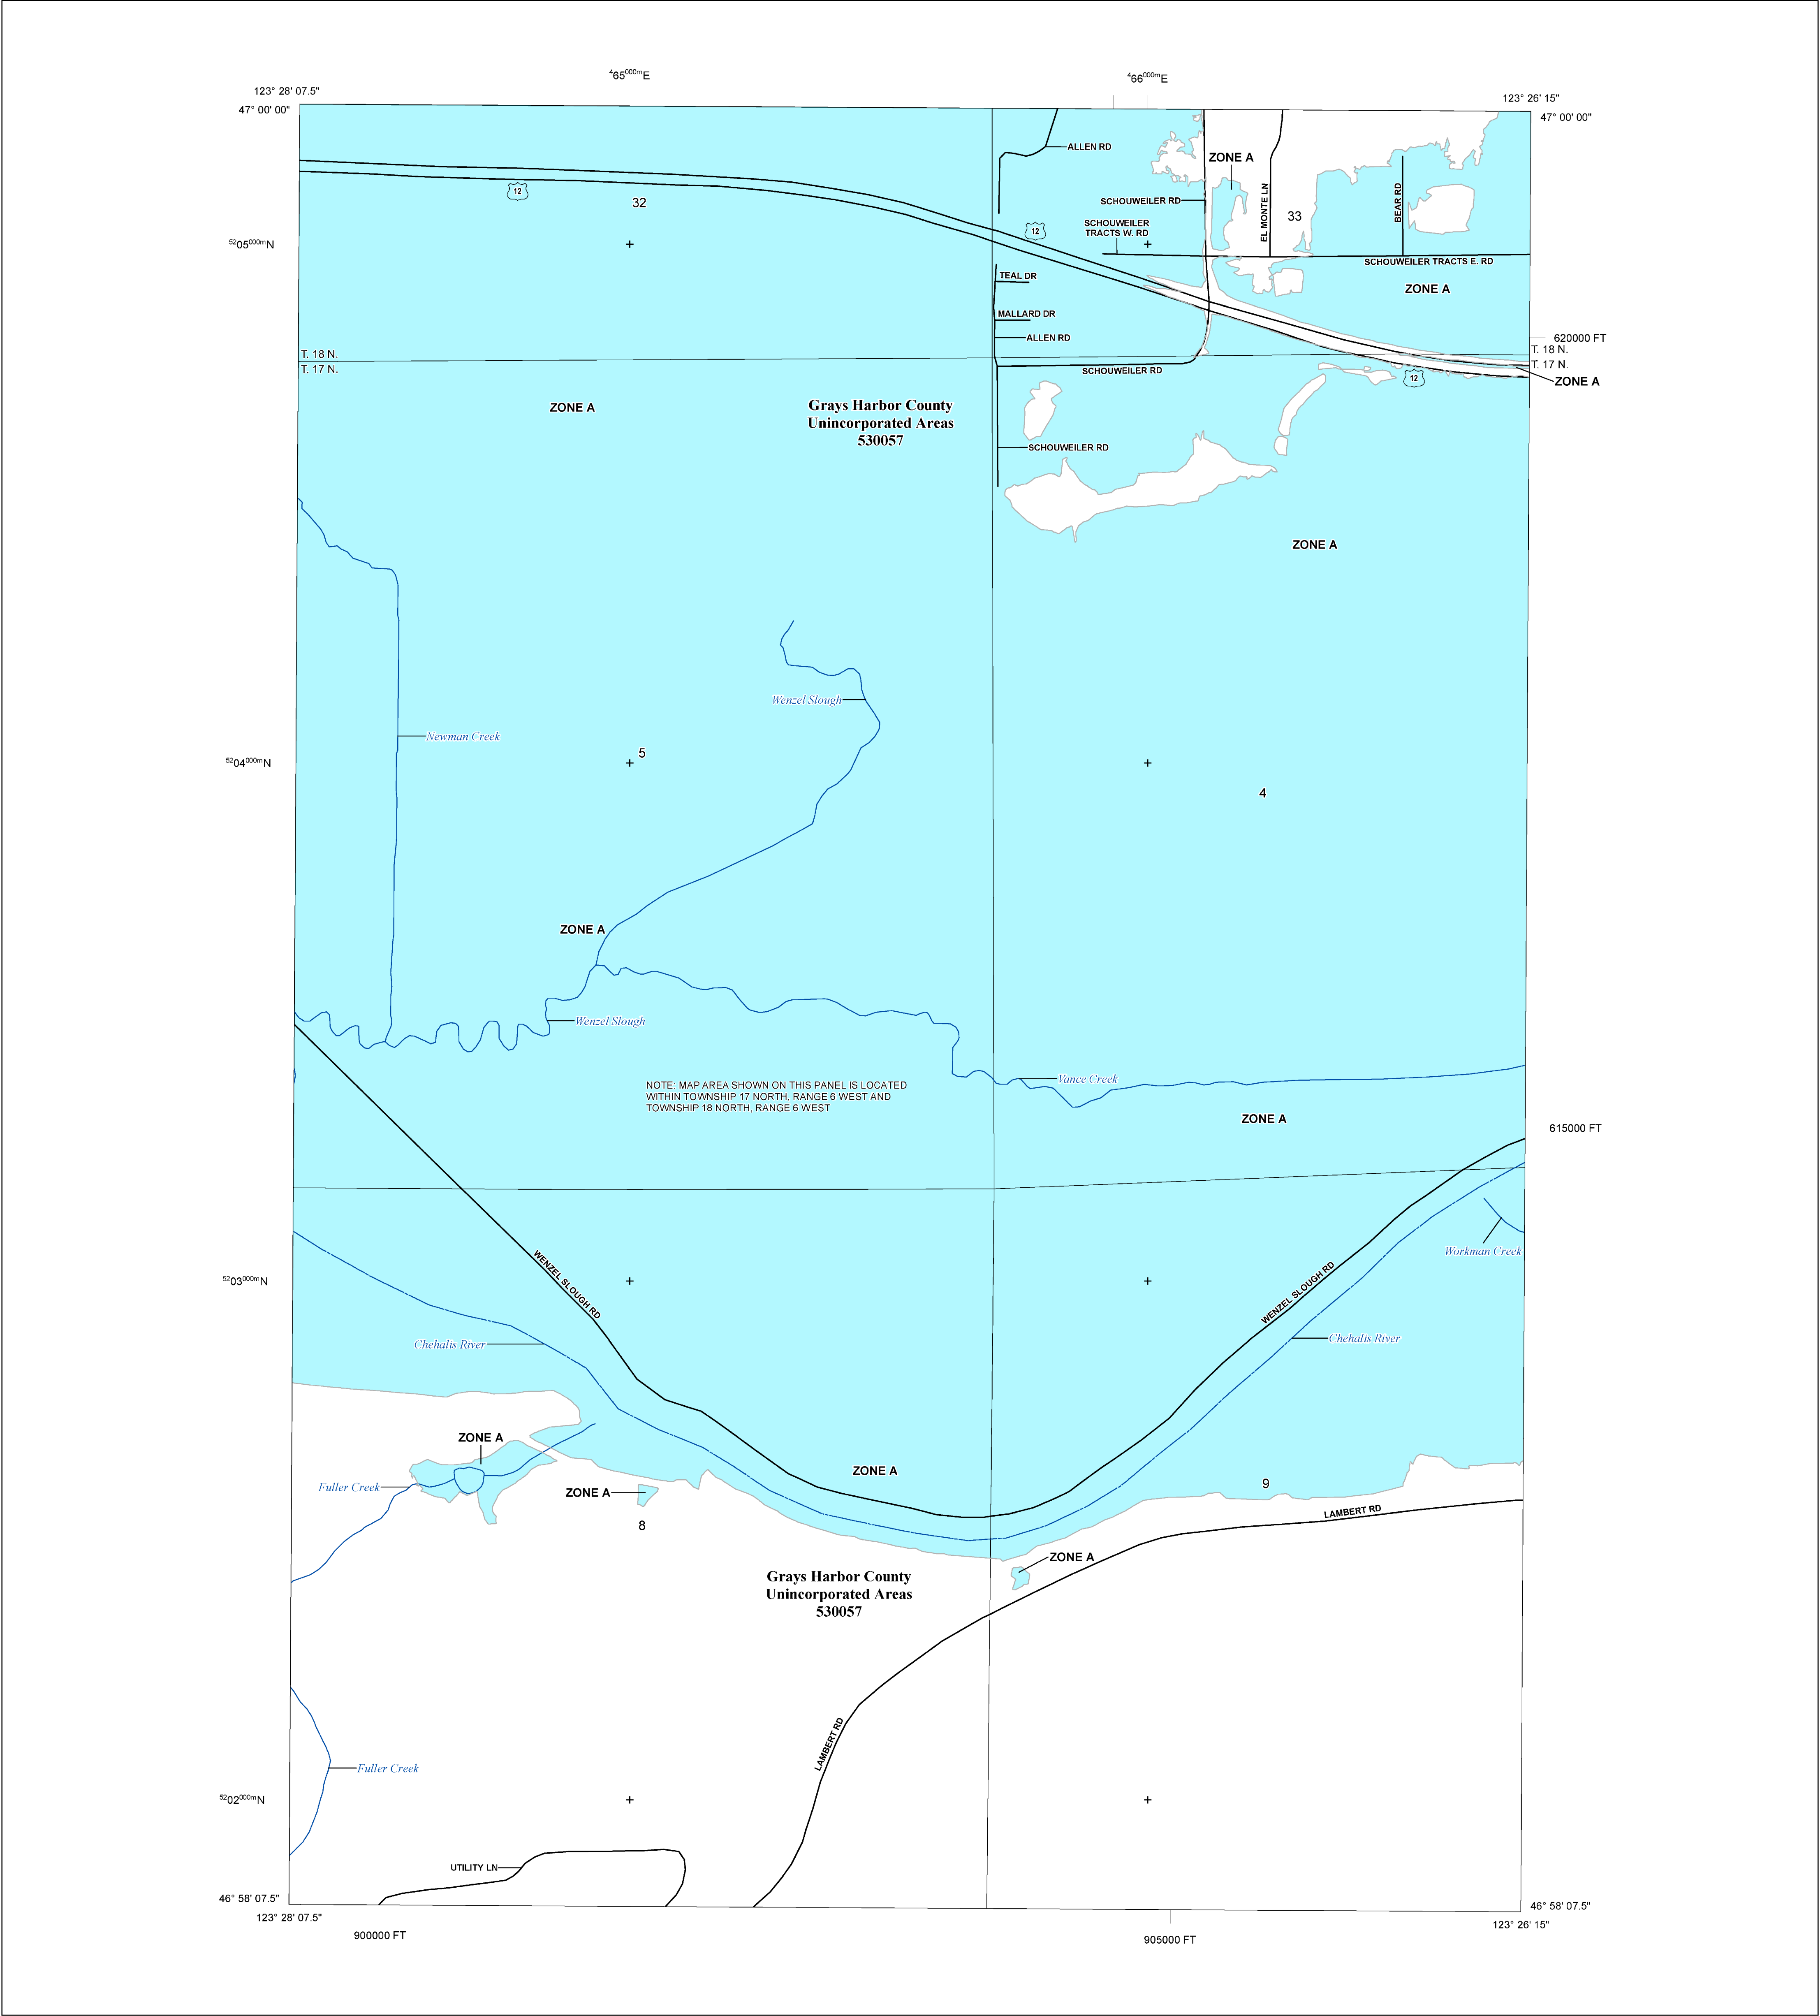 465000mE
466000mE
123° 28' 07.5"
123° 26' 15"
47° 00' 00"
47° 00' 00"
ALLEN RD
ZONE A
12
32
SCHOUWEILER RD
EL MONTE LN
33
BEAR RD
SCHOUWEILER
TRACTS W. RD
12
5205000mN
SCHOUWEILER TRACTS E. RD
TEAL DR
ZONE A
MALLARD DR
ALLEN RD
620000 FT
T. 18 N.
T. 17 N.
T. 18 N.
T. 17 N.
SCHOUWEILER RD
12
ZONE A
ZONE A
Grays Harbor County
Unincorporated Areas
530057
SCHOUWEILER RD
ZONE A
Wenzel Slough
Newman Creek
5
5204000mN
4
ZONE A
Wenzel Slough
Vance Creek
NOTE: MAP AREA SHOWN ON THIS PANEL IS LOCATED
WITHIN TOWNSHIP 17 NORTH, RANGE 6 WEST AND
TOWNSHIP 18 NORTH, RANGE 6 WEST
ZONE A
615000 FT
Workman Creek
WENZEL SLOUGH RD
WENZEL SLOUGH RD
5203000mN
Chehalis River
Chehalis River
ZONE A
ZONE A
Fuller Creek
ZONE A
9
8
LAMBERT RD
ZONE A
Grays Harbor County
Unincorporated Areas
530057
LAMBERT RD
Fuller Creek
5202000mN
UTILITY LN
46° 58' 07.5"
46° 58' 07.5"
123° 28' 07.5"
123° 26' 15"
900000 FT
905000 FT